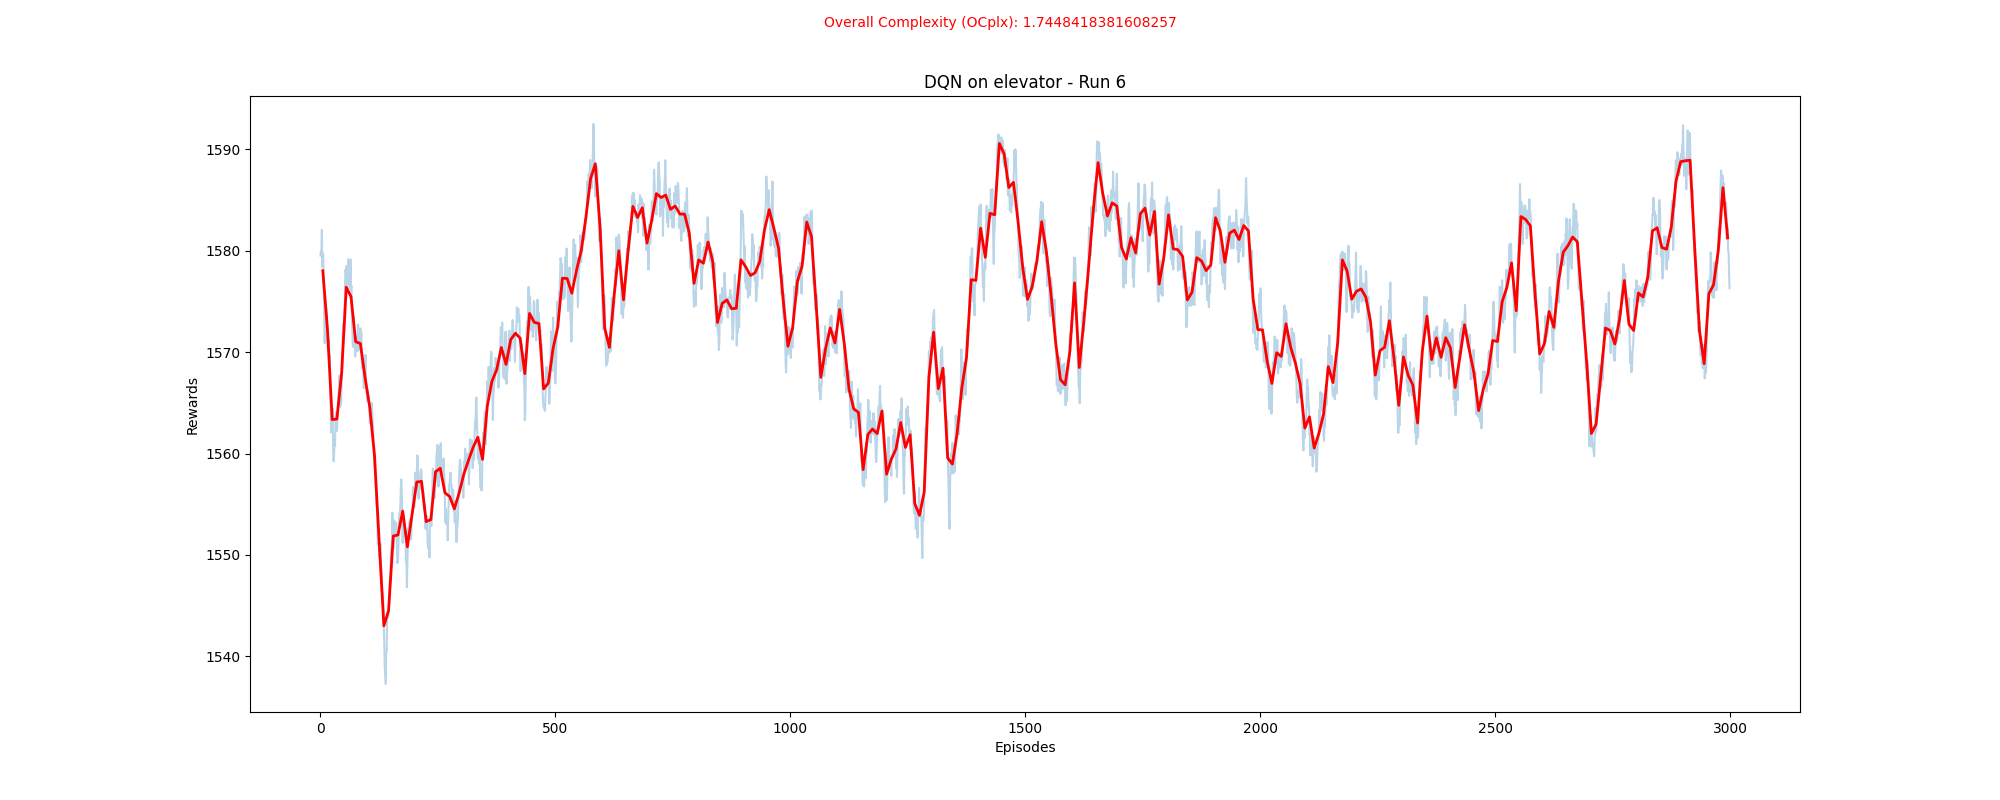 Overall Complexity (OCplx): 1.7448418381608257
DQN on elevator - Run 6
1590
1580
1570
1560
1550
1540
Rewards
0 500 1000 1500 2000 2500 3000
Episodes